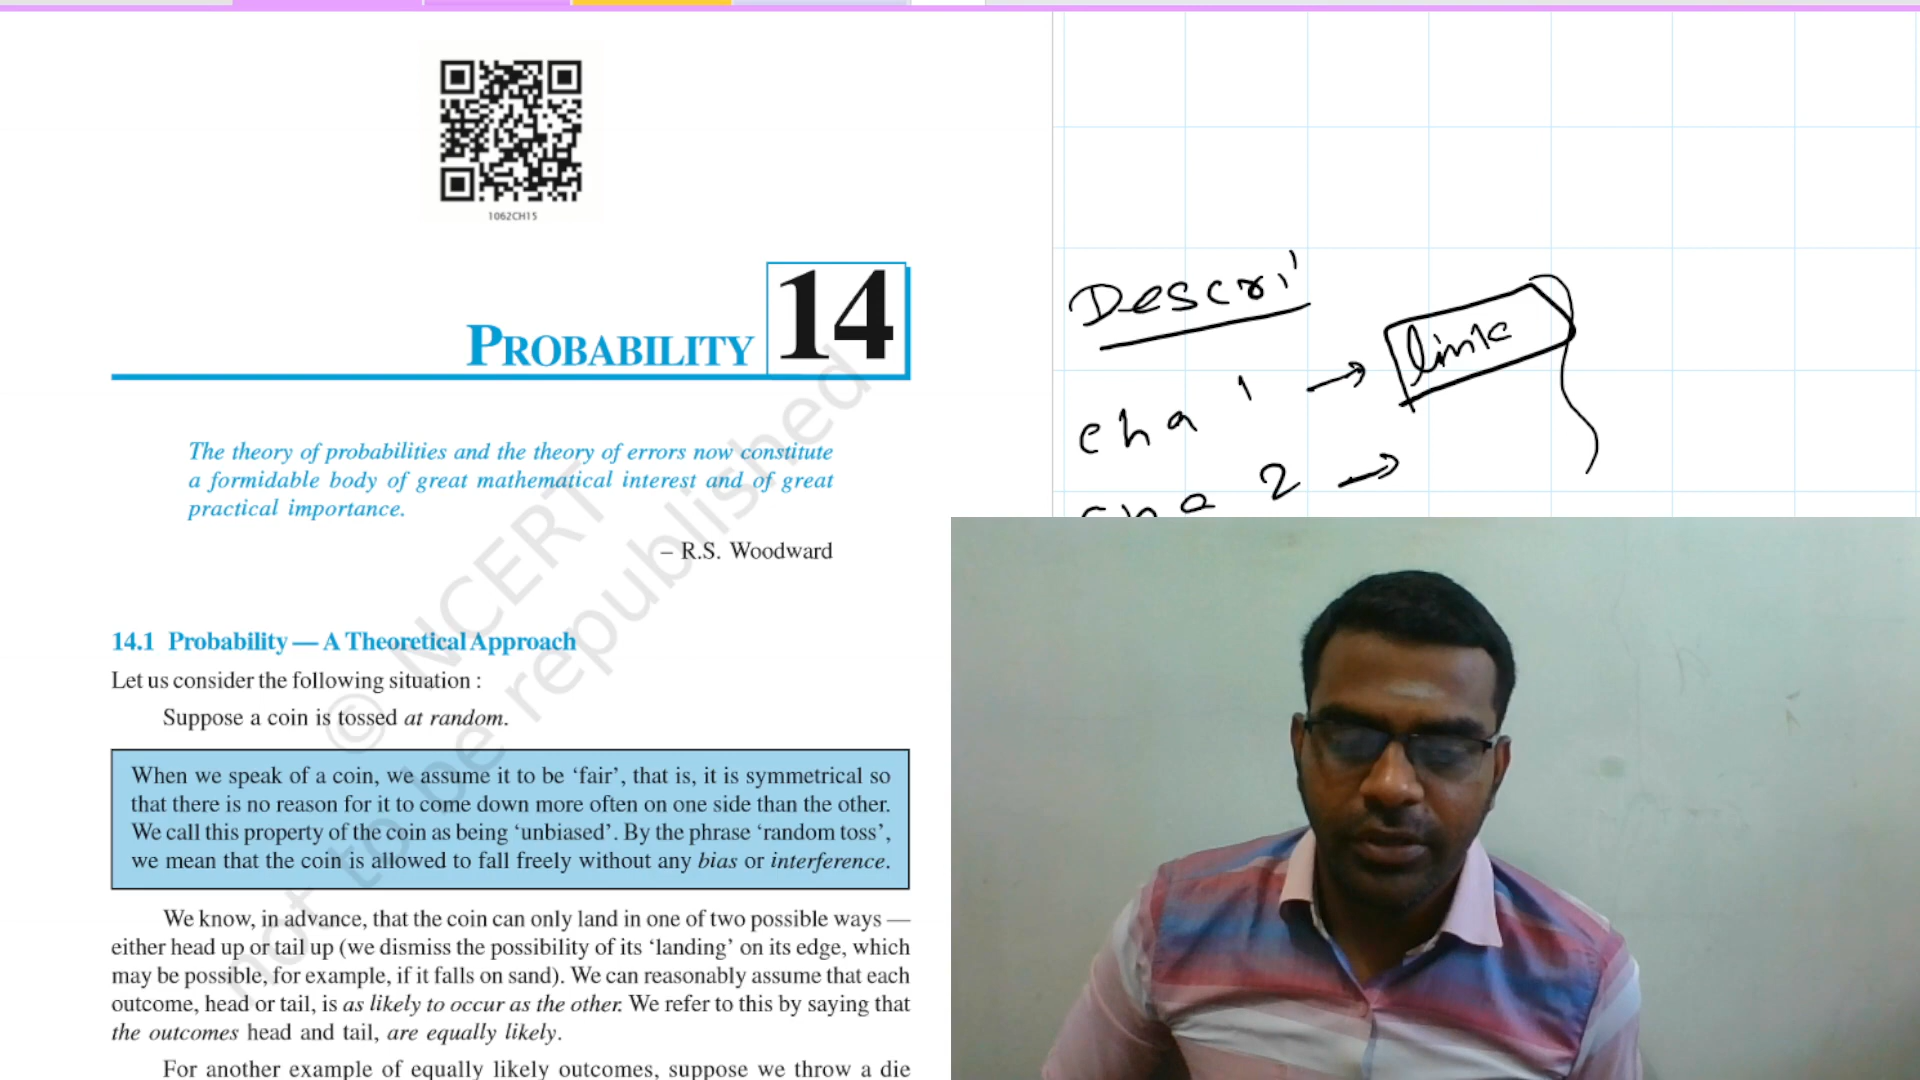 1062CH15
PROBABILITY 14
The theory of probabilities and the theory of errors now constitute
a formidable body of great mathematical interest and of great
practical importance.
– R.S. Woodward
14.1 Probability — A Theoretical Approach
Let us consider the following situation :
Suppose a coin is tossed at random.
When we speak of a coin, we assume it to be ‘fair’, that is, it is symmetrical so
that there is no reason for it to come down more often on one side than the other.
We call this property of the coin as being ‘unbiased’. By the phrase ‘random toss’,
we mean that the coin is allowed to fall freely without any bias or interference.
We know, in advance, that the coin can only land in one of two possible ways —
either head up or tail up (we dismiss the possibility of its ‘landing’ on its edge, which
may be possible, for example, if it falls on sand). We can reasonably assume that each
outcome, head or tail, is as likely to occur as the other. We refer to this by saying that
the outcomes head and tail, are equally likely.
For another example of equally likely outcomes, suppose we throw a die
© NCERT
not to be republished
Descri'
cha 1 → link
cha 2 →